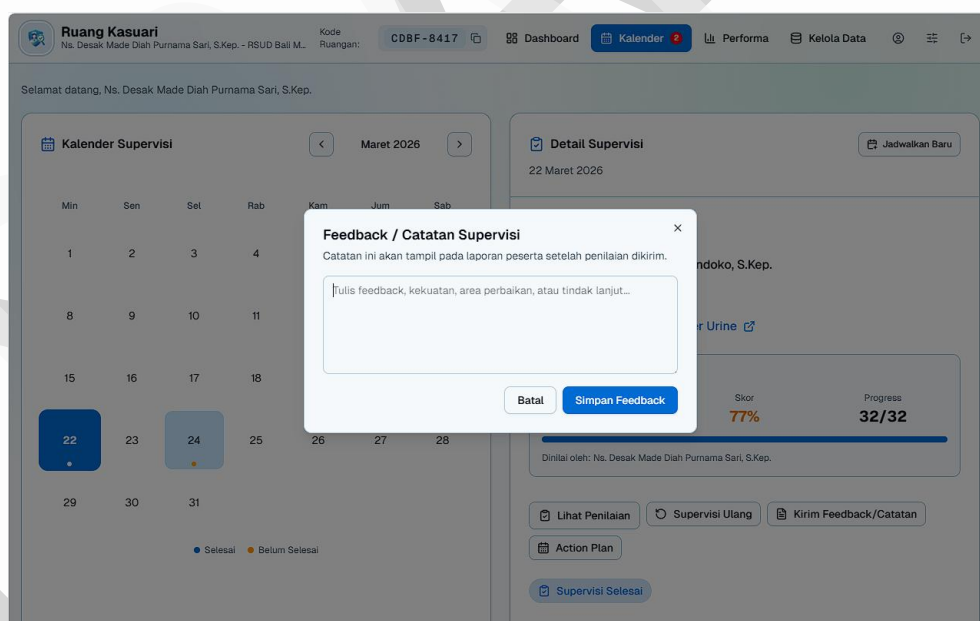 Ruang Kasuari
Ns. Desak Made Diah Purnama Sari, S.Kep. - RSUD Bali M...
Kode Ruangan:
CDBF-8417
Dashboard
Kalender 2
Performa
Kelola Data
Selamat datang, Ns. Desak Made Diah Purnama Sari, S.Kep.
Kalender Supervisi
Maret 2026
Min Sen Sel Rab Kam Jum Sab
1 2 3 4
8 9 10 11
15 16 17 18
22 23 24 25 26 27 28
29 30 31
Selesai Belum Selesai
Detail Supervisi
Jadwalkan Baru
22 Maret 2026
ndoko, S.Kep.
r Urine
Skor
Progress
77%
32/32
Dinilai oleh: Ns. Desak Made Diah Purnama Sari, S.Kep.
Lihat Penilaian
Supervisi Ulang
Kirim Feedback/Catatan
Action Plan
Supervisi Selesai
Feedback / Catatan Supervisi
Catatan ini akan tampil pada laporan peserta setelah penilaian dikirim.
Tulis feedback, kekuatan, area perbaikan, atau tindak lanjut...
Batal
Simpan Feedback